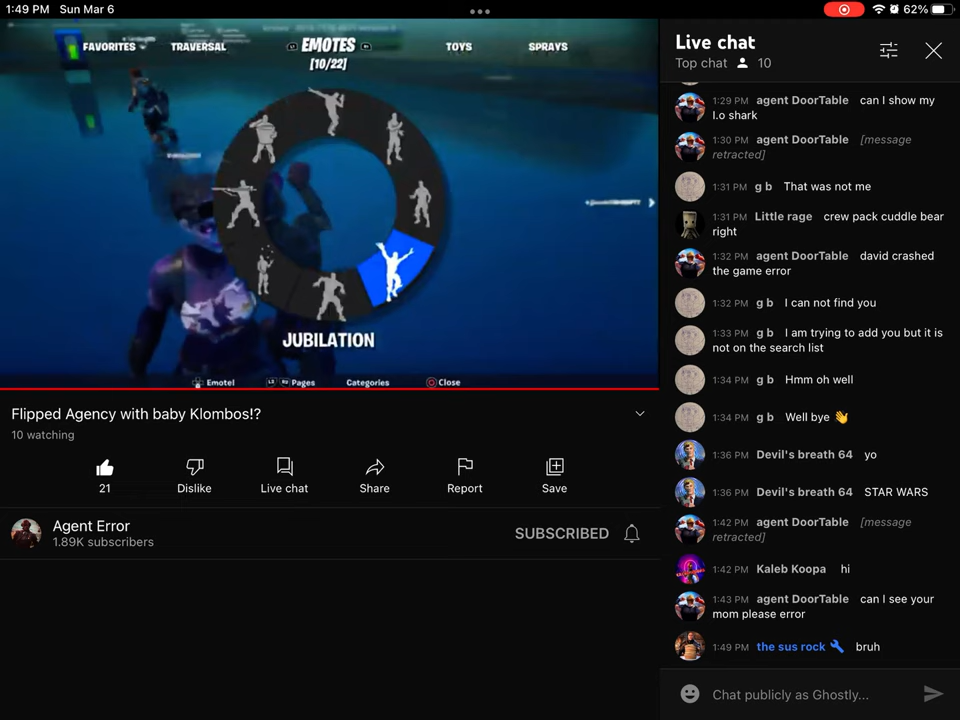 1:49 PM Sun Mar 6
62%
FAVORITES
TRAVERSAL
EMOTES
TOYS
SPRAYS
[10/22]
JUBILATION
Emotel
Pages
Categories
Close
Flipped Agency with baby Klombos!?
10 watching
21
Dislike
Live chat
Share
Report
Save
Agent Error
1.89K subscribers
SUBSCRIBED
Live chat
Top chat 10
1:29 PM agent DoorTable can I show my
l.o shark
1:30 PM agent DoorTable [message
retracted]
1:31 PM g b That was not me
1:31 PM Little rage crew pack cuddle bear
right
1:32 PM agent DoorTable david crashed
the game error
1:32 PM g b I can not find you
1:33 PM g b I am trying to add you but it is
not on the search list
1:34 PM g b Hmm oh well
1:34 PM g b Well bye 👋
1:36 PM Devil's breath 64 yo
1:36 PM Devil's breath 64 STAR WARS
1:42 PM agent DoorTable [message
retracted]
1:42 PM Kaleb Koopa hi
1:43 PM agent DoorTable can I see your
mom please error
1:49 PM the sus rock bruh
Chat publicly as Ghostly...